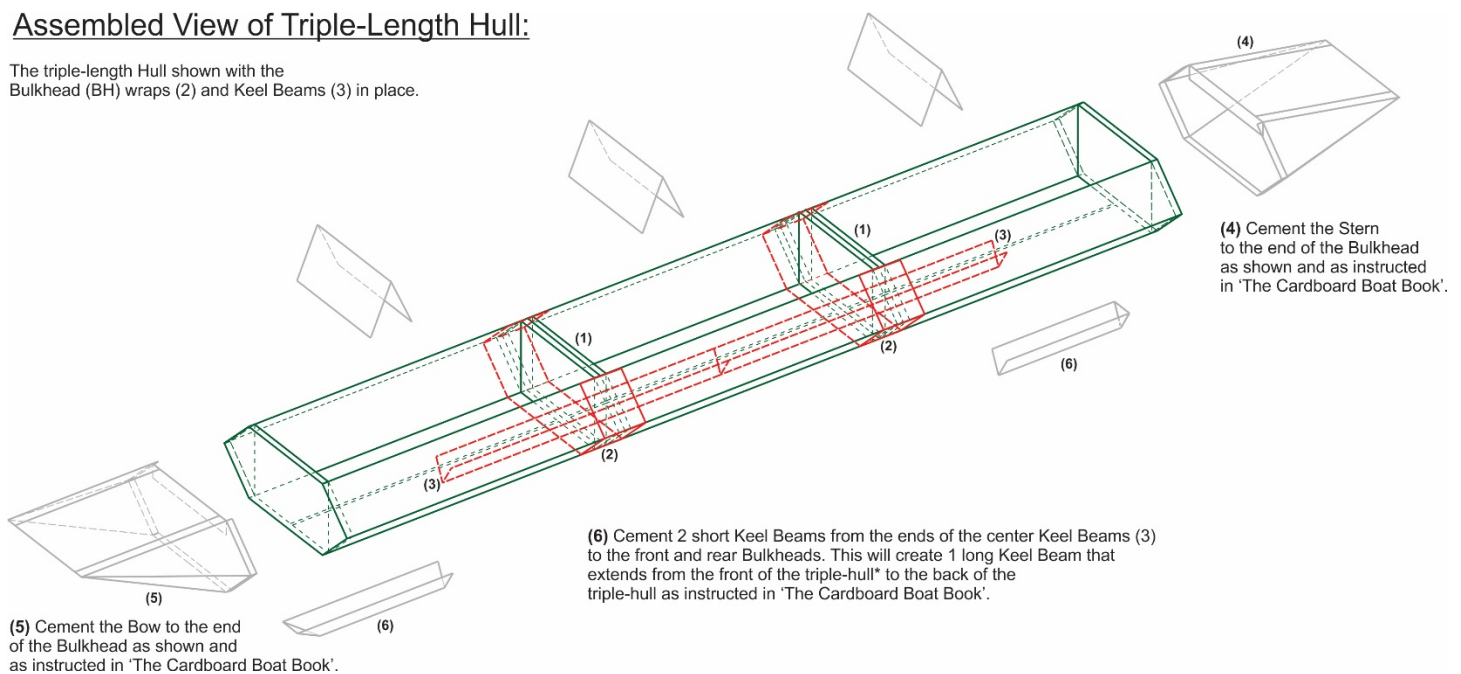 Assembled View of Triple-Length Hull:
The triple-length Hull shown with the
Bulkhead (BH) wraps (2) and Keel Beams (3) in place.
(4)
(1)
(3)
(4) Cement the Stern
to the end of the Bulkhead
as shown and as instructed
in ‘The Cardboard Boat Book’.
(1)
(2)
(6)
(2)
(3)
(6) Cement 2 short Keel Beams from the ends of the center Keel Beams (3)
to the front and rear Bulkheads. This will create 1 long Keel Beam that
extends from the front of the triple-hull* to the back of the
triple-hull as instructed in ‘The Cardboard Boat Book’.
(5)
(6)
(5) Cement the Bow to the end
of the Bulkhead as shown and
as instructed in ‘The Cardboard Boat Book’.